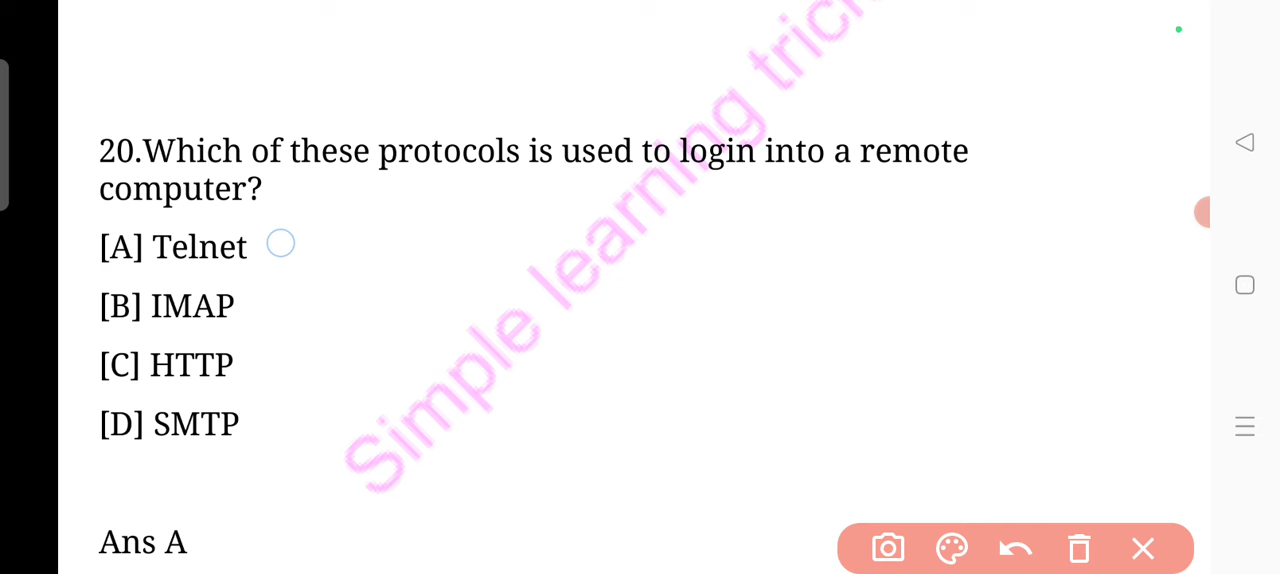 20.Which of these protocols is used to login into a remote
computer?
[A] Telnet
[B] IMAP
[C] HTTP
[D] SMTP
Ans A
Simple learning